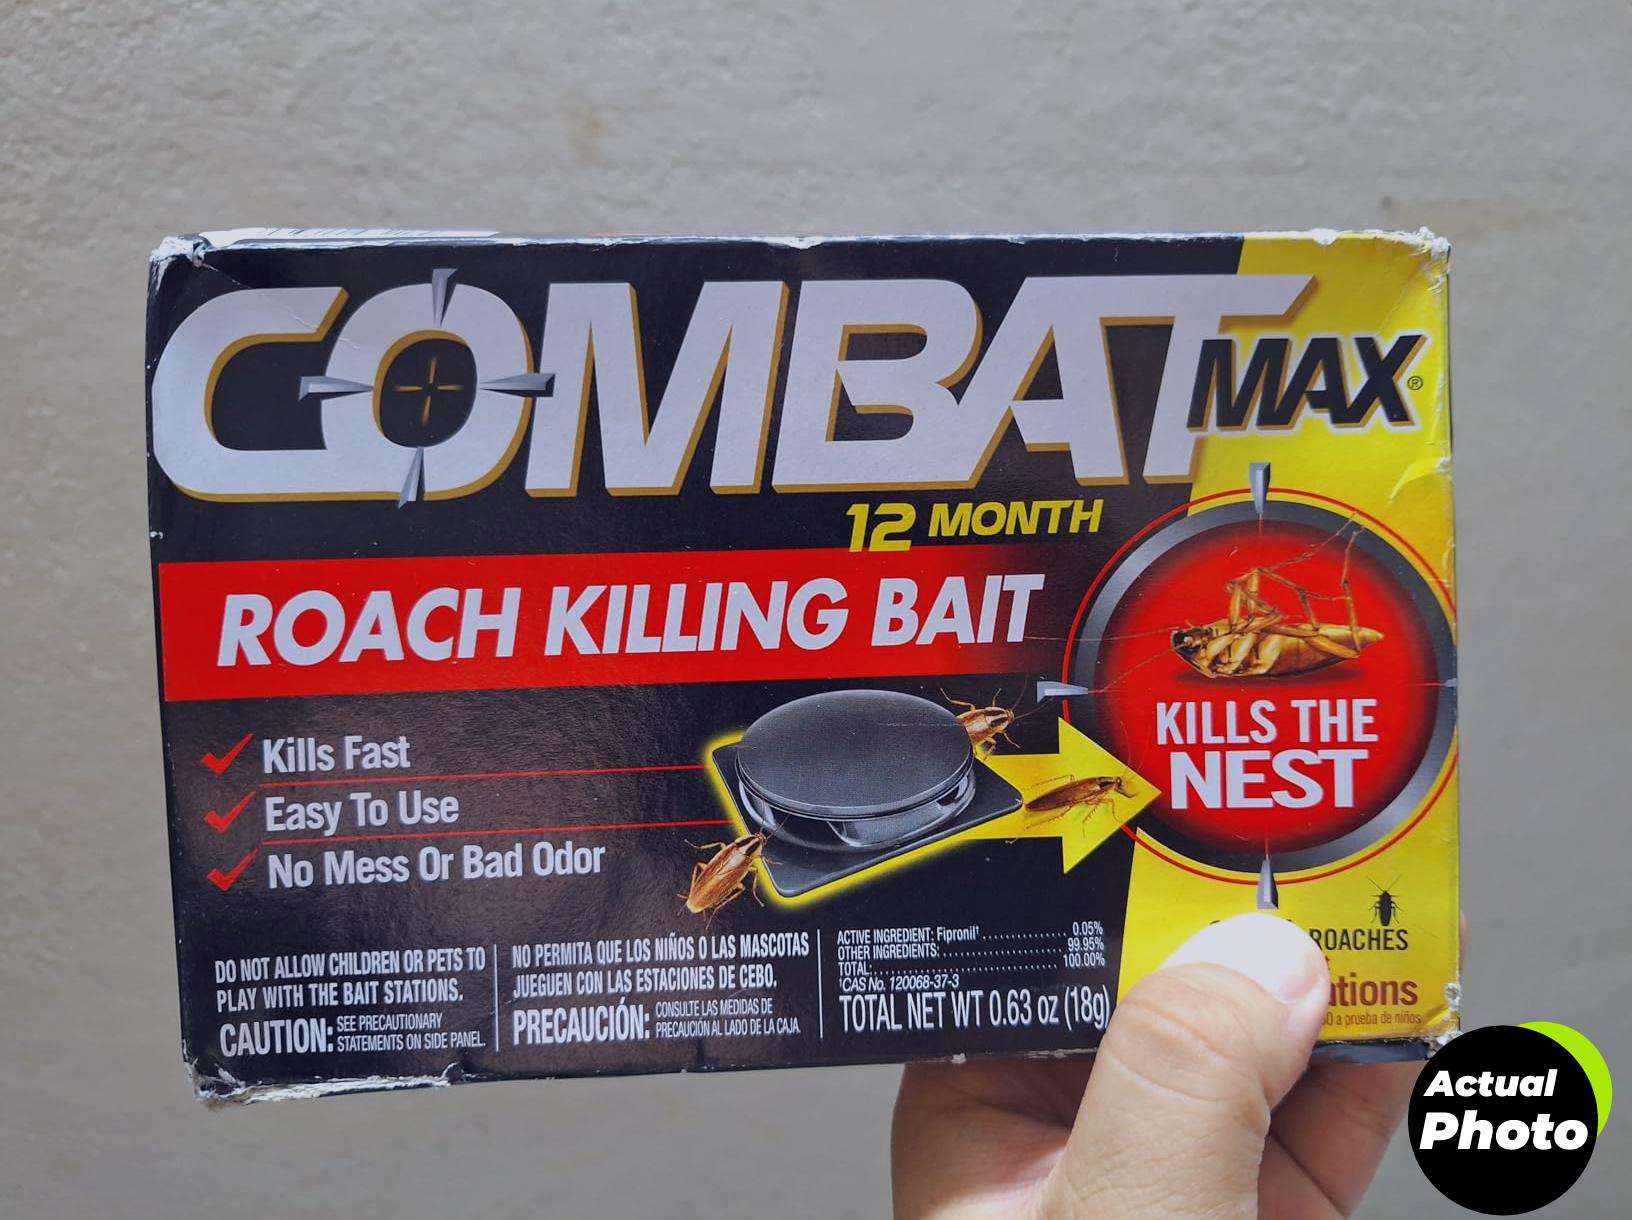 COMBAT
MAX®
12 MONTH
ROACH KILLING BAIT
Kills Fast
Easy To Use
No Mess Or Bad Odor
KILLS THE
NEST
DO NOT ALLOW CHILDREN OR PETS TO
PLAY WITH THE BAIT STATIONS.
CAUTION: SEE PRECAUTIONARY
STATEMENTS ON SIDE PANEL.
NO PERMITA QUE LOS NIÑOS O LAS MASCOTAS
JUEGUEN CON LAS ESTACIONES DE CEBO.
PRECAUCIÓN: CONSULTE LAS MEDIDAS DE
PRECAUCIÓN AL LADO DE LA CAJA.
ACTIVE INGREDIENT: Fipronil† . . . . . . . . . . . . . 0.05%
OTHER INGREDIENTS: . . . . . . . . . . . . . . . . . 99.95%
TOTAL: . . . . . . . . . . . . . . . . . . . . . . . . . . 100.00%
†CAS No. 120068-37-3
TOTAL NET WT 0.63 oz (18g)
ROACHES
a prueba de niños
Actual
Photo